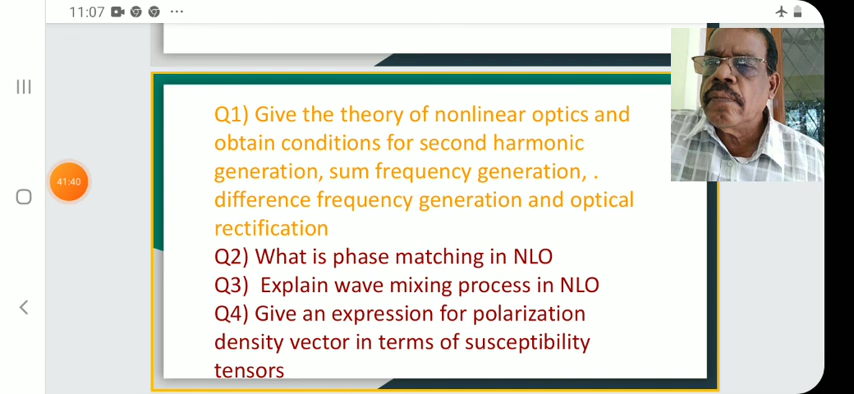 11:07
41:40
Q1) Give the theory of nonlinear optics and
obtain conditions for second harmonic
generation, sum frequency generation, .
difference frequency generation and optical
rectification
Q2) What is phase matching in NLO
Q3)  Explain wave mixing process in NLO
Q4) Give an expression for polarization
density vector in terms of susceptibility
tensors